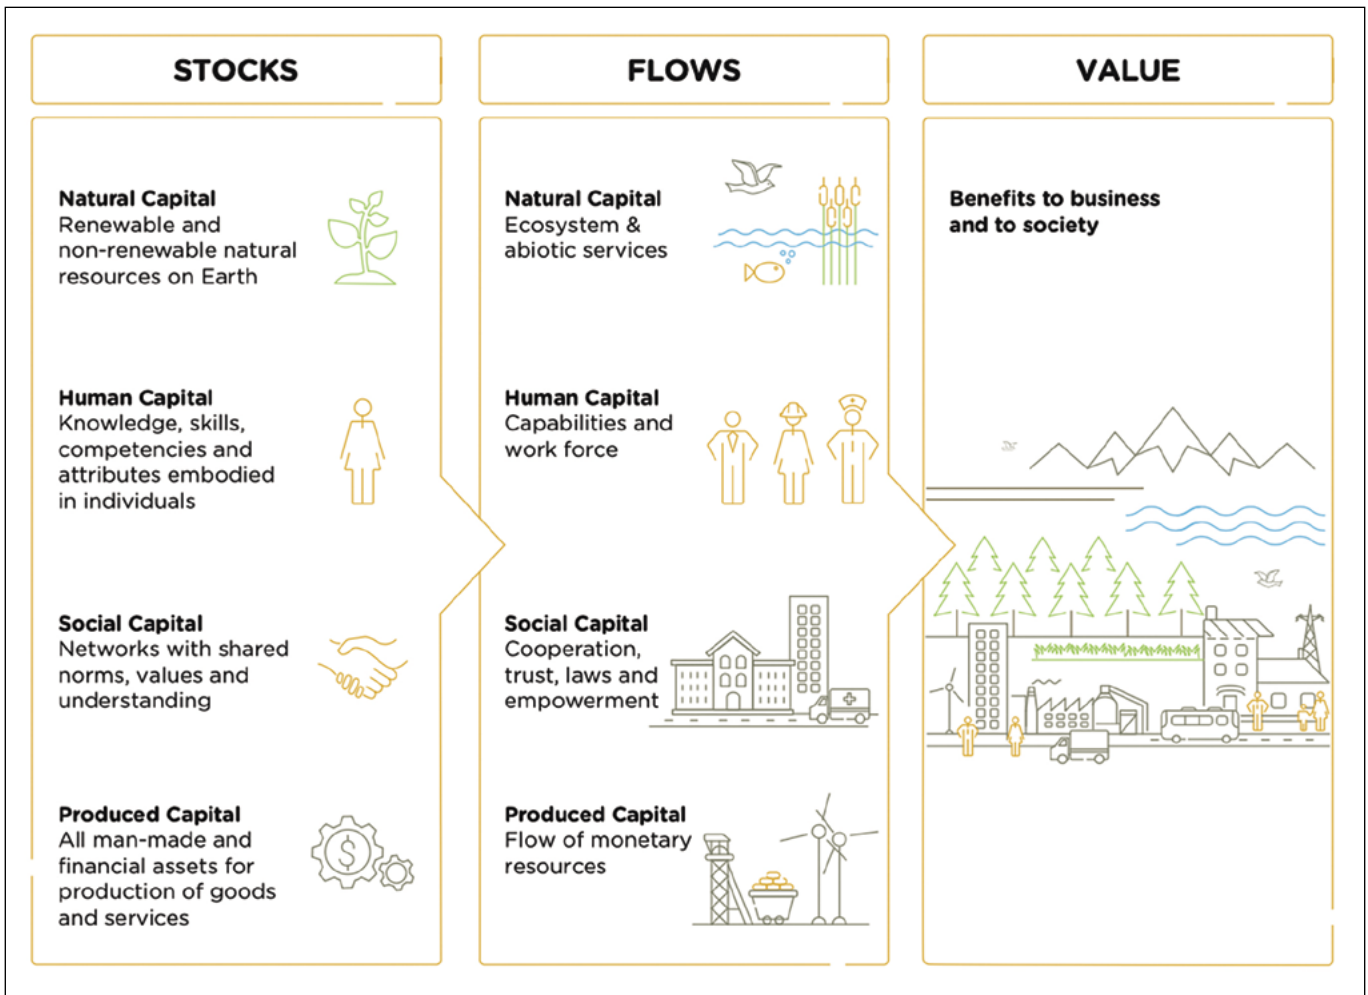 STOCKS
Natural Capital
Renewable and
non-renewable natural
resources on Earth
Human Capital
Knowledge, skills,
competencies and
attributes embodied
in individuals
Social Capital
Networks with shared
norms, values and
understanding
Produced Capital
All man-made and
financial assets for
production of goods
and services
$
FLOWS
Natural Capital
Ecosystem &
abiotic services
Human Capital
Capabilities and
work force
Social Capital
Cooperation,
trust, laws and
empowerment
Produced Capital
Flow of monetary
resources
VALUE
Benefits to business
and to society